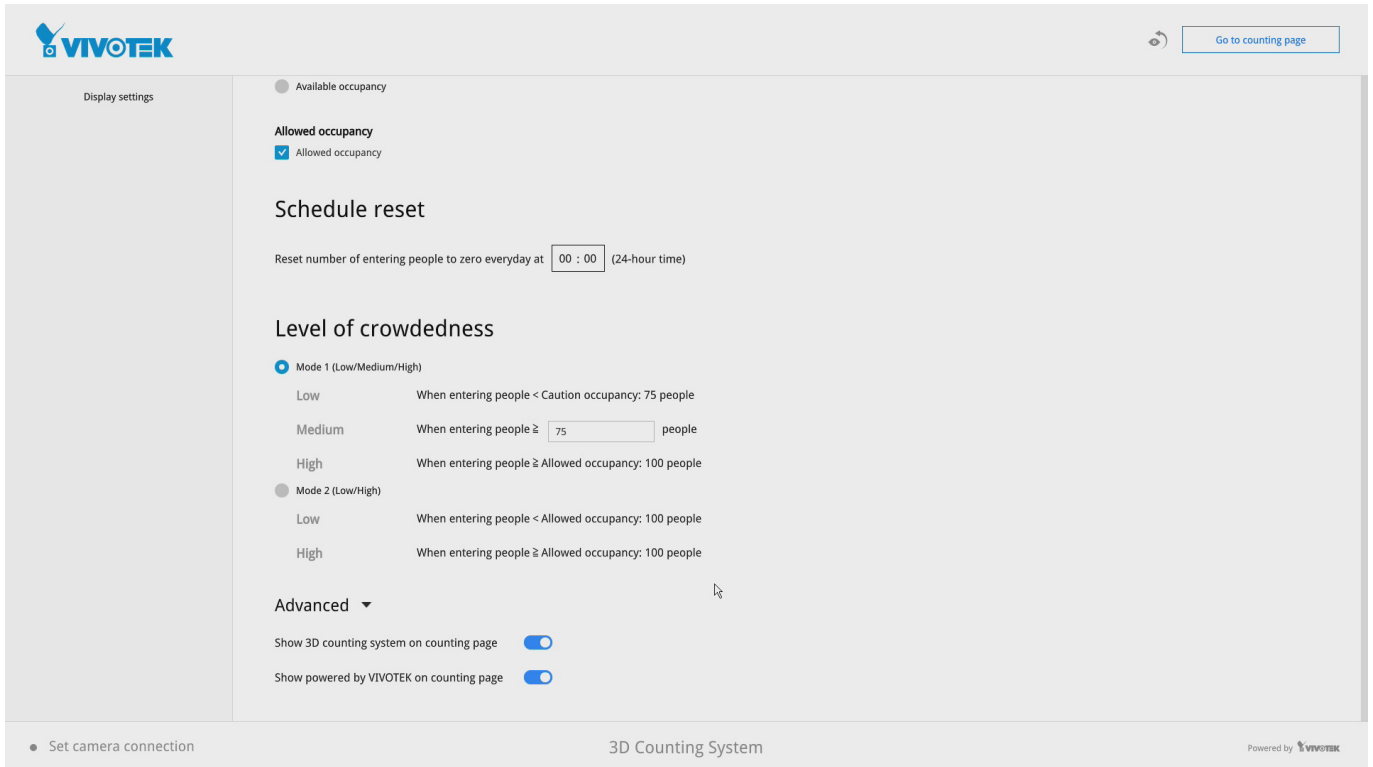 VIVOTEK
Go to counting page
Display settings
Available occupancy
Allowed occupancy
Allowed occupancy
Schedule reset
Reset number of entering people to zero everyday at 00 : 00 (24-hour time)
Level of crowdedness
Mode 1 (Low/Medium/High)
Low When entering people < Caution occupancy: 75 people
Medium When entering people ≧ 75 people
High When entering people ≧ Allowed occupancy: 100 people
Mode 2 (Low/High)
Low When entering people < Allowed occupancy: 100 people
High When entering people ≧ Allowed occupancy: 100 people
Advanced
Show 3D counting system on counting page
Show powered by VIVOTEK on counting page
Set camera connection
3D Counting System
Powered by VIVOTEK